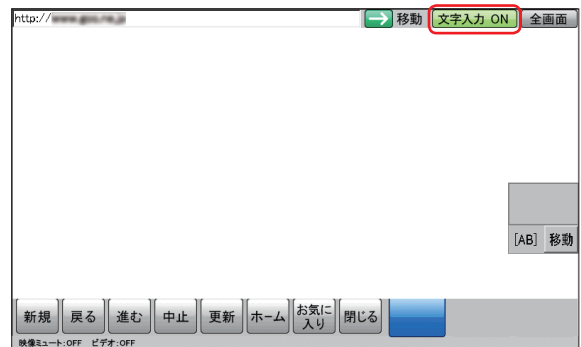 http://
移動 文字入力 ON 全画面
[AB] 移動
新規 戻る 進む 中止 更新 ホーム お気に入り 閉じる
映像ミュート:OFF ビデオ:OFF